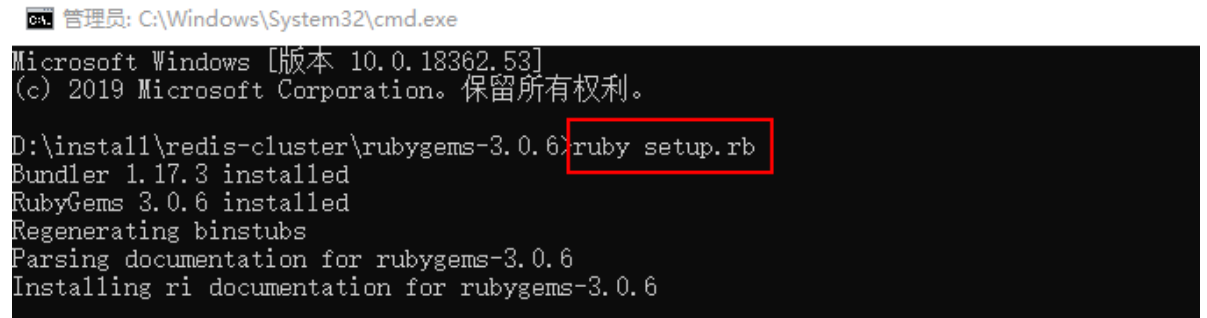 管理员: C:\Windows\System32\cmd.exe
Microsoft Windows [版本 10.0.18362.53]
(c) 2019 Microsoft Corporation。保留所有权利。
D:\install\redis-cluster\rubygems-3.0.6>ruby setup.rb
Bundler 1.17.3 installed
RubyGems 3.0.6 installed
Regenerating binstubs
Parsing documentation for rubygems-3.0.6
Installing ri documentation for rubygems-3.0.6